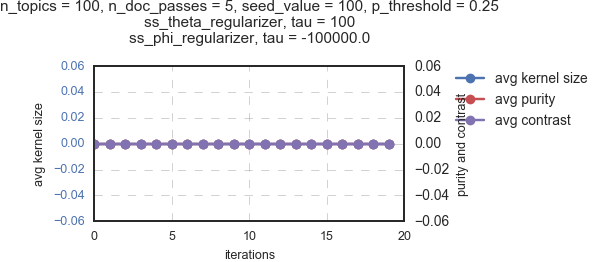 n_topics = 100, n_doc_passes = 5, seed_value = 100, p_threshold = 0.25
ss_theta_regularizer, tau = 100
ss_phi_regularizer, tau = -100000.0
0.06
0.04
0.02
0.00
−0.02
−0.04
−0.06
avg kernel size
0
5
10
15
20
iterations
0.06
0.04
0.02
0.00
−0.02
−0.04
−0.06
purity and contrast
avg kernel size
avg purity
avg contrast